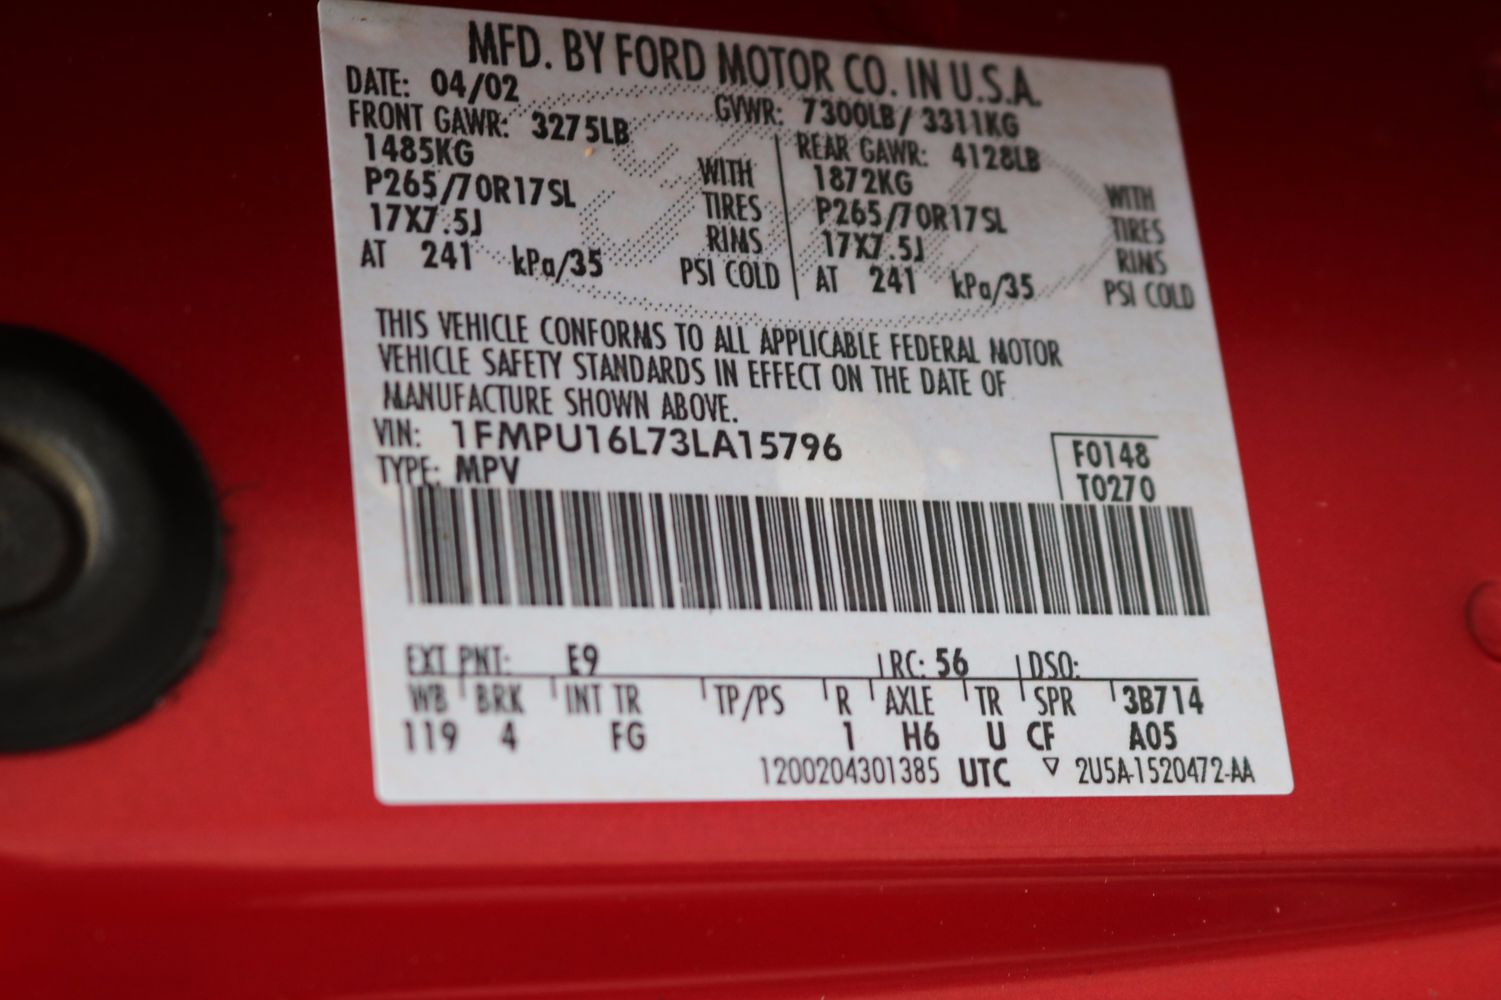 MFD. BY FORD MOTOR CO. IN U.S.A.
DATE: 04/02 GVWR: 7300LB/ 3311KG
FRONT GAWR: 3275LB REAR GAWR: 4128LB
1485KG WITH 1872KG WITH
P265/70R17SL TIRES P265/70R17SL TIRES
17X7.5J RIMS 17X7.5J RIMS
AT 241 kPa/35 PSI COLD AT 241 kPa/35 PSI COLD
THIS VEHICLE CONFORMS TO ALL APPLICABLE FEDERAL MOTOR
VEHICLE SAFETY STANDARDS IN EFFECT ON THE DATE OF
MANUFACTURE SHOWN ABOVE.
VIN: 1FMPU16L73LA15796 F0148
TYPE: MPV T0270
EXT PNT: E9 RC: 56 DSO:
WB BRK INT TR TP/PS R AXLE TR SPR 3B714
119 4 FG 1 H6 U CF A05
1200204301385 UTC ▽ 2U5A-1520472-AA